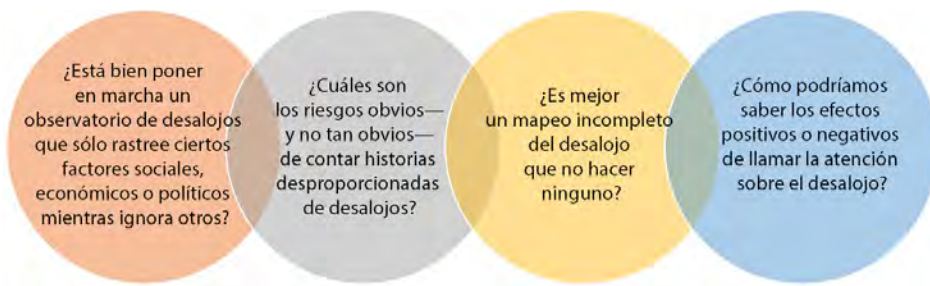 ¿Está bien poner
en marcha un
observatorio de desalojos
que sólo rastree ciertos
factores sociales,
económicos o políticos
mientras ignora otros?
¿Cuáles son
los riesgos obvios—
y no tan obvios—
de contar historias
desproporcionadas
de desalojos?
¿Es mejor
un mapeo incompleto
del desalojo
que no hacer
ninguno?
¿Cómo podríamos
saber los efectos
positivos o negativos
de llamar la atención
sobre el desalojo?